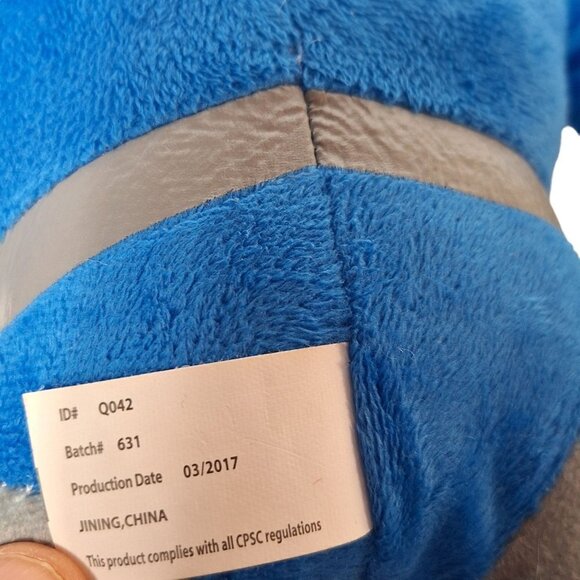 ID# Q042
Batch# 631
Production Date 03/2017
JINING,CHINA
This product complies with all CPSC regulations